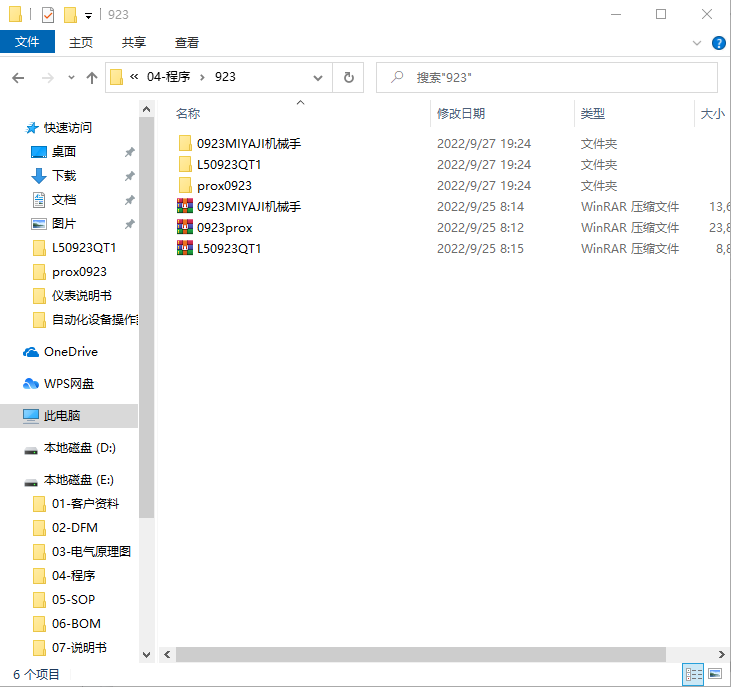 923
文件 主页 共享 查看
« 04-程序 › 923 搜索"923"
名称 修改日期 类型 大小
0923MIYAJI机械手 2022/9/27 19:24 文件夹
L50923QT1 2022/9/27 19:24 文件夹
prox0923 2022/9/27 19:24 文件夹
0923MIYAJI机械手 2022/9/25 8:14 WinRAR 压缩文件 13,6
0923prox 2022/9/25 8:12 WinRAR 压缩文件 23,8
L50923QT1 2022/9/25 8:15 WinRAR 压缩文件 8,8
快速访问
桌面
下载
文档
图片
L50923QT1
prox0923
仪表说明书
自动化设备操作
OneDrive
WPS网盘
此电脑
本地磁盘 (D:)
本地磁盘 (E:)
01-客户资料
02-DFM
03-电气原理图
04-程序
05-SOP
06-BOM
07-说明书
6 个项目